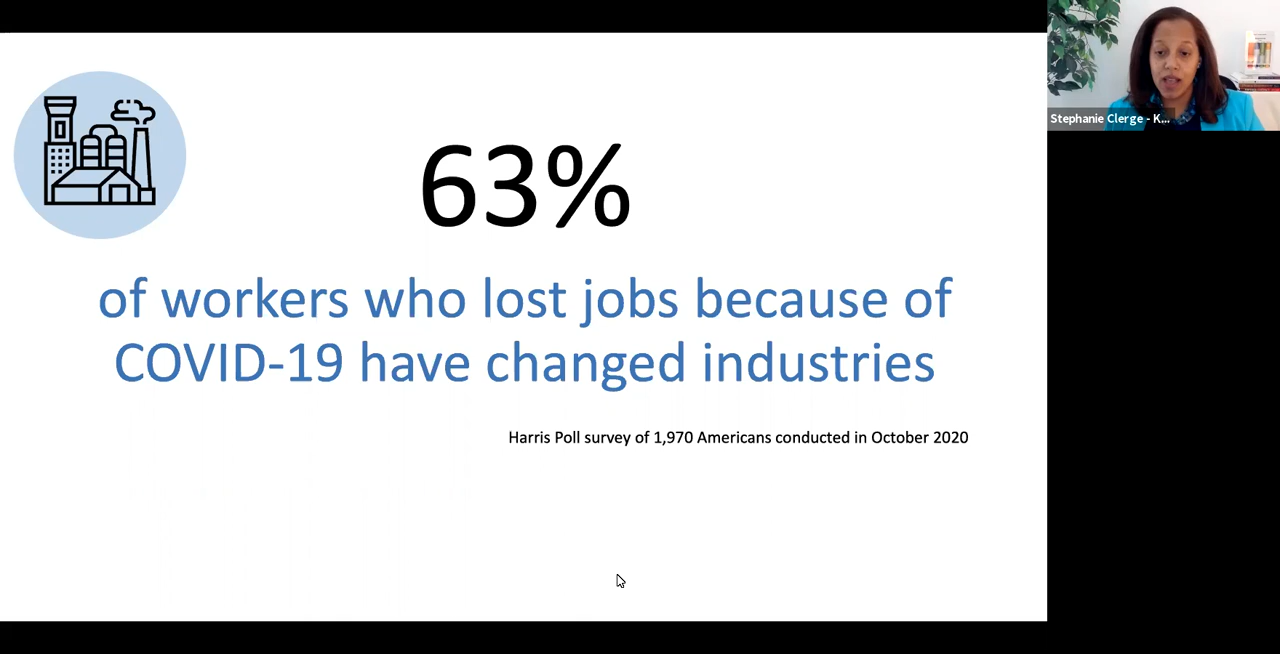 63%
of workers who lost jobs because of
COVID-19 have changed industries
Harris Poll survey of 1,970 Americans conducted in October 2020
Stephanie Clerge - K...